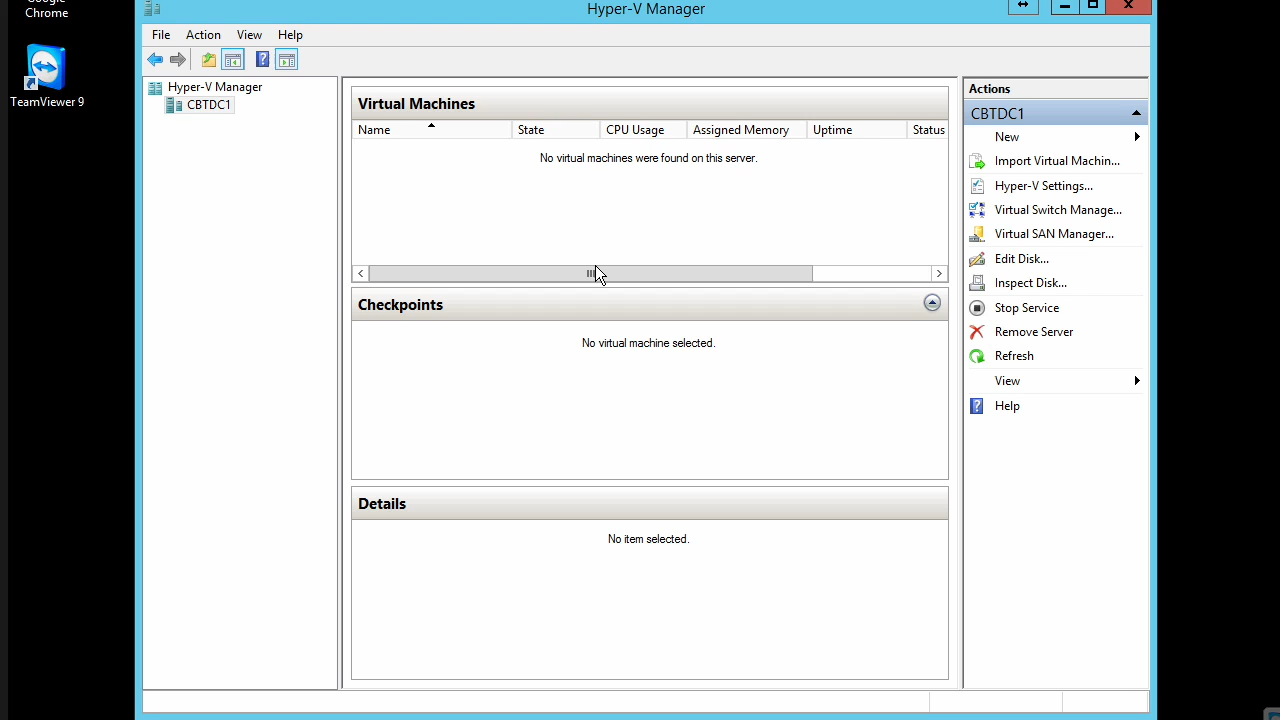 Google
Chrome
TeamViewer 9
Hyper-V Manager
File Action View Help
Hyper-V Manager
CBTDC1
Virtual Machines
Name State CPU Usage Assigned Memory Uptime Status
No virtual machines were found on this server.
Checkpoints
No virtual machine selected.
Details
No item selected.
Actions
CBTDC1
New
Import Virtual Machin...
Hyper-V Settings...
Virtual Switch Manage...
Virtual SAN Manager...
Edit Disk...
Inspect Disk...
Stop Service
Remove Server
Refresh
View
Help